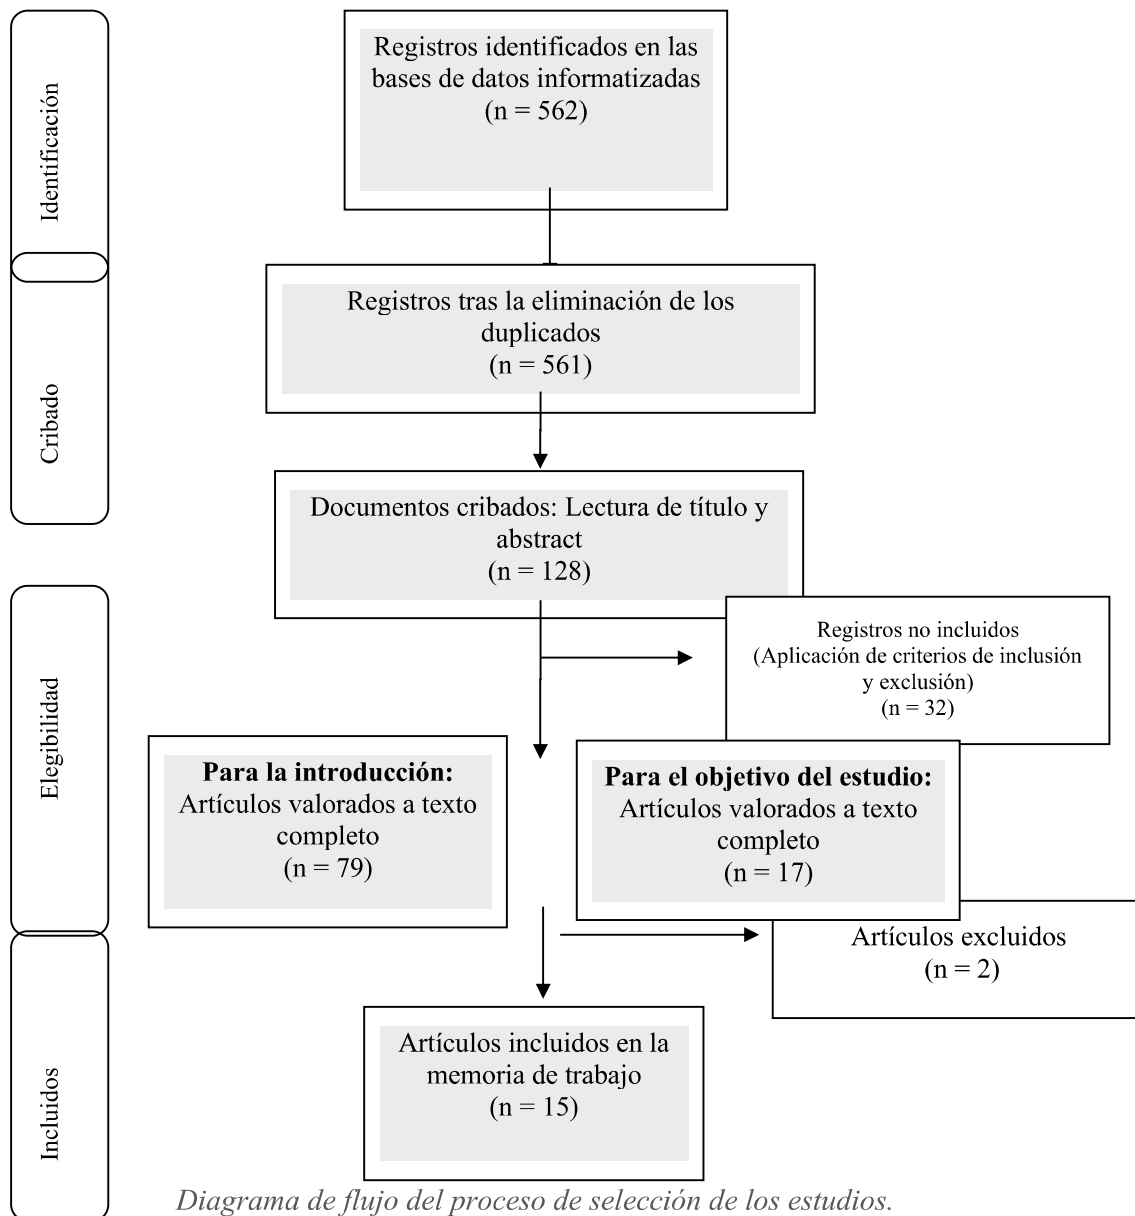 Identificación
Registros identificados en las
bases de datos informatizadas
(n = 562)
Cribado
Registros tras la eliminación de los
duplicados
(n = 561)
Documentos cribados: Lectura de título y
abstract
(n = 128)
Elegibilidad
Registros no incluidos
(Aplicación de criterios de inclusión
y exclusión)
(n = 32)
Para la introducción:
Artículos valorados a texto
completo
(n = 79)
Para el objetivo del estudio:
Artículos valorados a texto
completo
(n = 17)
Artículos excluidos
(n = 2)
Incluidos
Artículos incluidos en la
memoria de trabajo
(n = 15)
Diagrama de flujo del proceso de selección de los estudios.